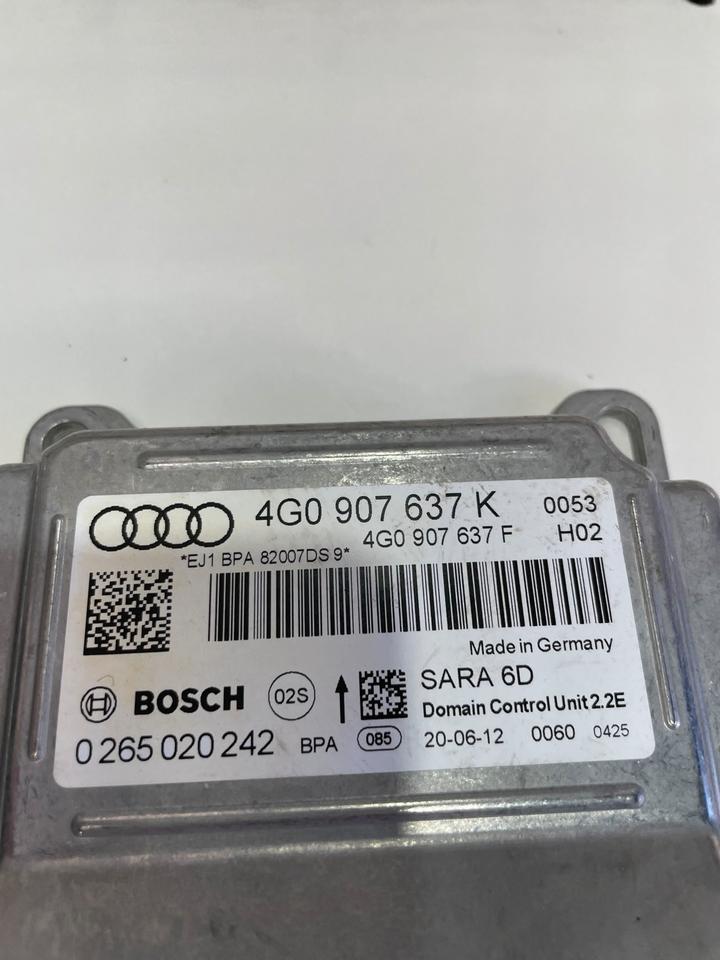 4G0 907 637 K 0053
4G0 907 637 F H02
*EJ1 BPA 82007DS 9*
Made in Germany
BOSCH 02S SARA 6D
Domain Control Unit 2.2E
0 265 020 242 BPA 085 20-06-12 0060 0425